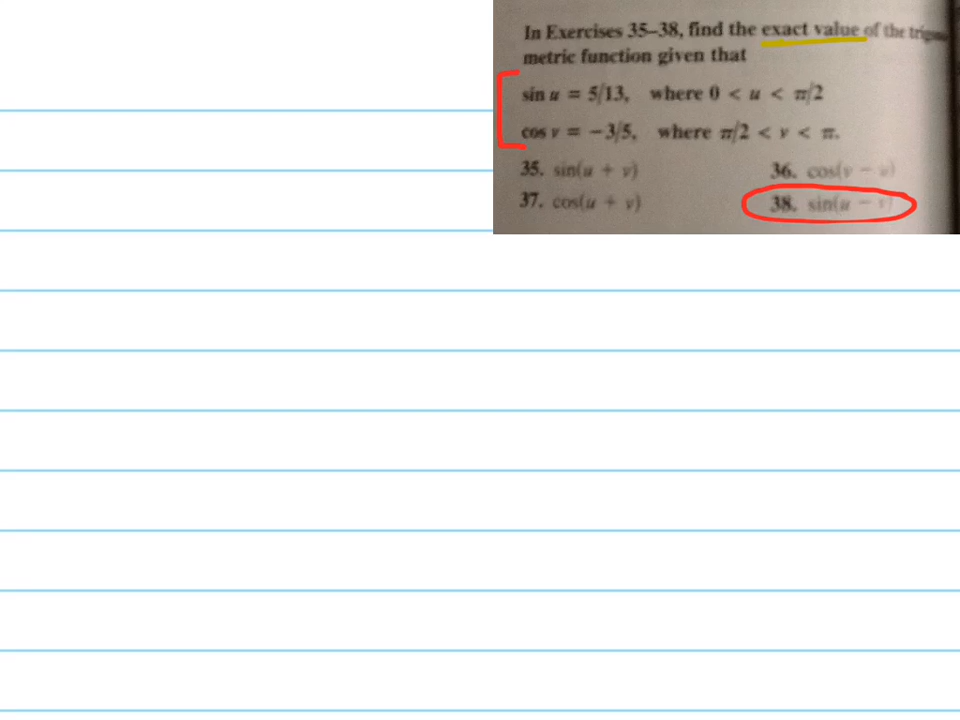 In Exercises 35–38, find the exact value of the
metric function given that
sin u = 5/13, where 0 < u < π/2
cos v = −3/5, where π/2 < v < π.
35. sin(u + v) 36. cos(v − u)
37. cos(u + v) 38. sin(u − v)